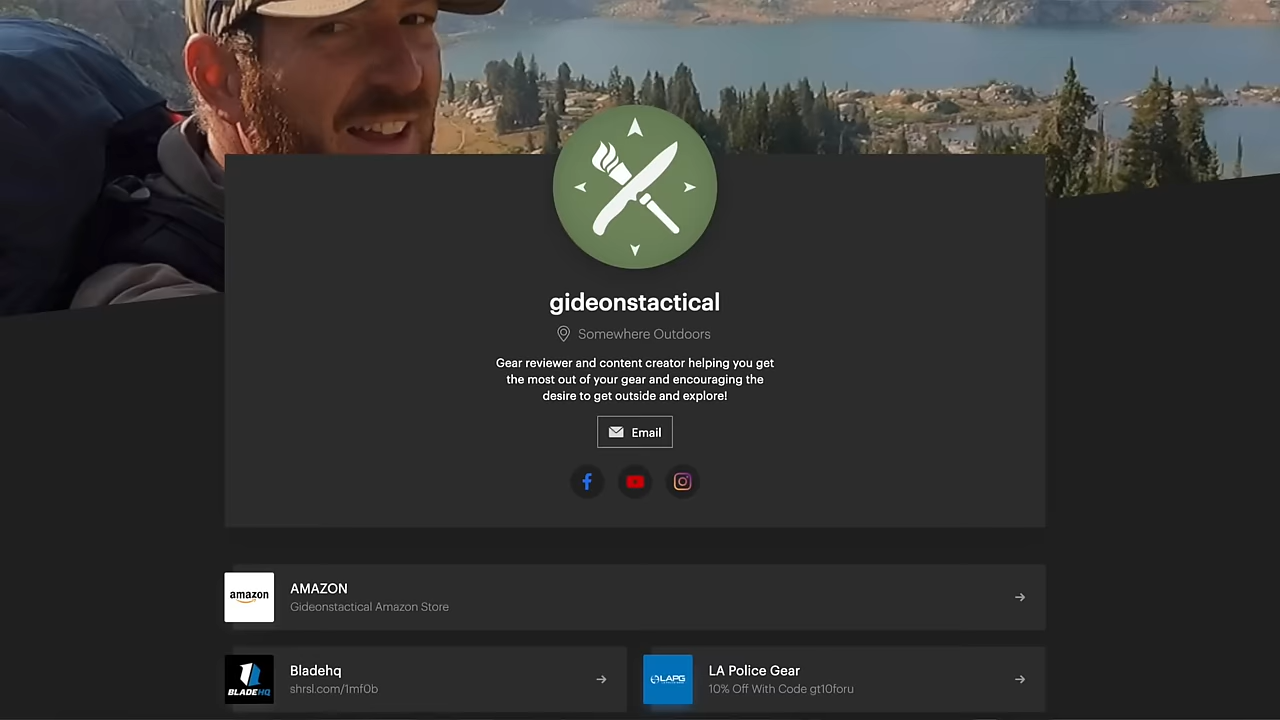 gideonstactical
Somewhere Outdoors
Gear reviewer and content creator helping you get
the most out of your gear and encouraging the
desire to get outside and explore!
Email
amazon
AMAZON
Gideonstactical Amazon Store
BLADEHQ
Bladehq
shrsl.com/1mf0b
LAPG
LA Police Gear
10% Off With Code gt10foru